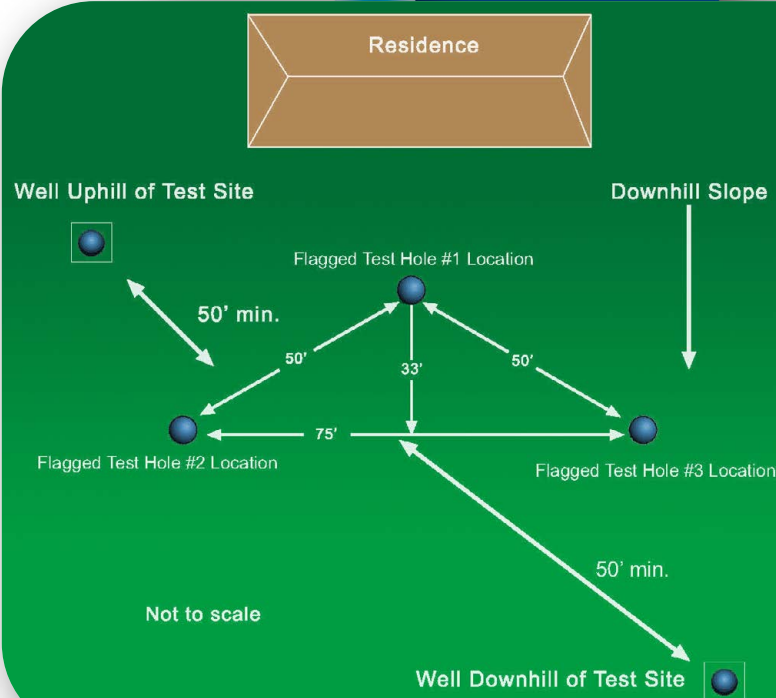 Residence
Well Uphill of Test Site
Downhill Slope
Flagged Test Hole #1 Location
50' min.
50'
33'
50'
75'
Flagged Test Hole #2 Location
Flagged Test Hole #3 Location
50' min.
Not to scale
Well Downhill of Test Site